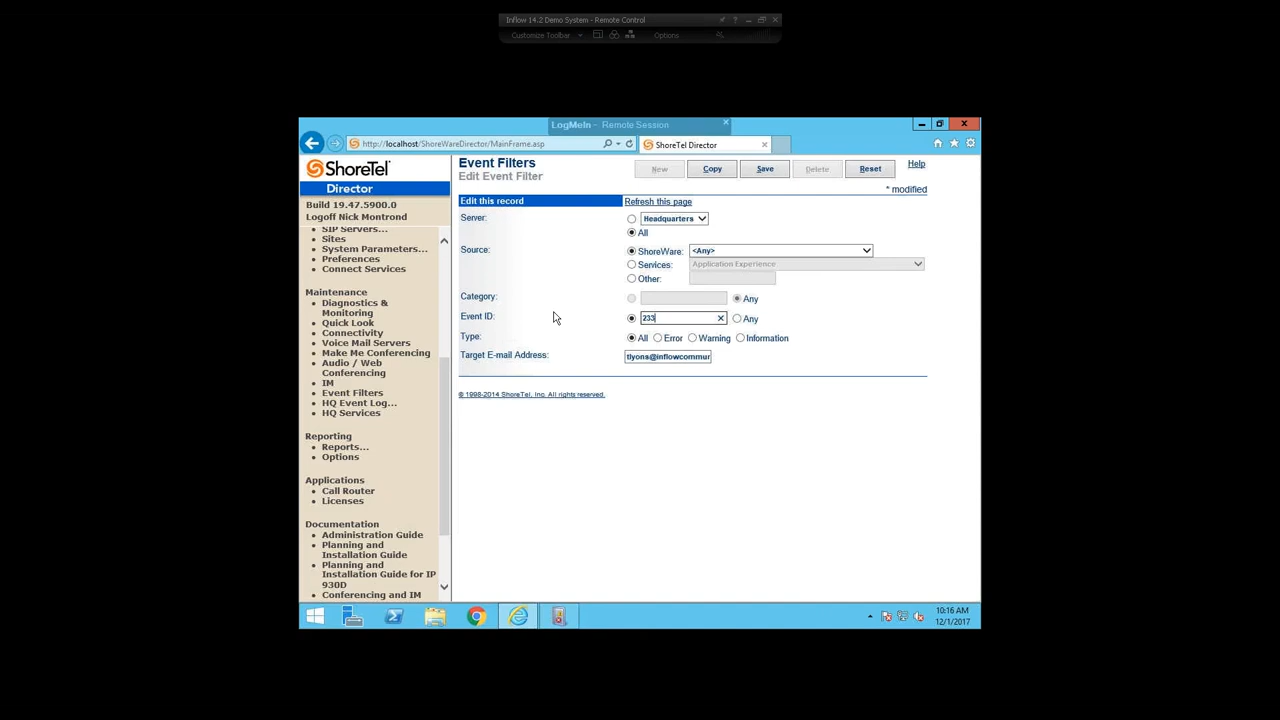 Inflow 14.2 Demo System - Remote Control
Customize Toolbar
Options
LogMeIn - Remote Session
http://localhost/ShoreWareDirector/MainFrame.asp
ShoreTel Director
ShoreTel
Director
Build 19.47.5900.0
Logoff Nick Montrond
SIP Servers...
Sites
System Parameters...
Preferences
Connect Services
Maintenance
Diagnostics &
Monitoring
Quick Look
Connectivity
Voice Mail Servers
Make Me Conferencing
Audio / Web
Conferencing
IM
Event Filters
HQ Event Log...
HQ Services
Reporting
Reports...
Options
Applications
Call Router
Licenses
Documentation
Administration Guide
Planning and
Installation Guide
Planning and
Installation Guide for IP
930D
Conferencing and IM
Event Filters
Edit Event Filter
New
Copy
Save
Delete
Reset
Help
* modified
Edit this record
Refresh this page
Server:
Headquarters
All
Source:
ShoreWare:
<Any>
Services:
Application Experience
Other:
Category:
Any
Event ID:
233
Any
Type:
All
Error
Warning
Information
Target E-mail Address:
tlyons@inflowcommur
© 1998-2014 ShoreTel, Inc. All rights reserved.
10:16 AM
12/1/2017